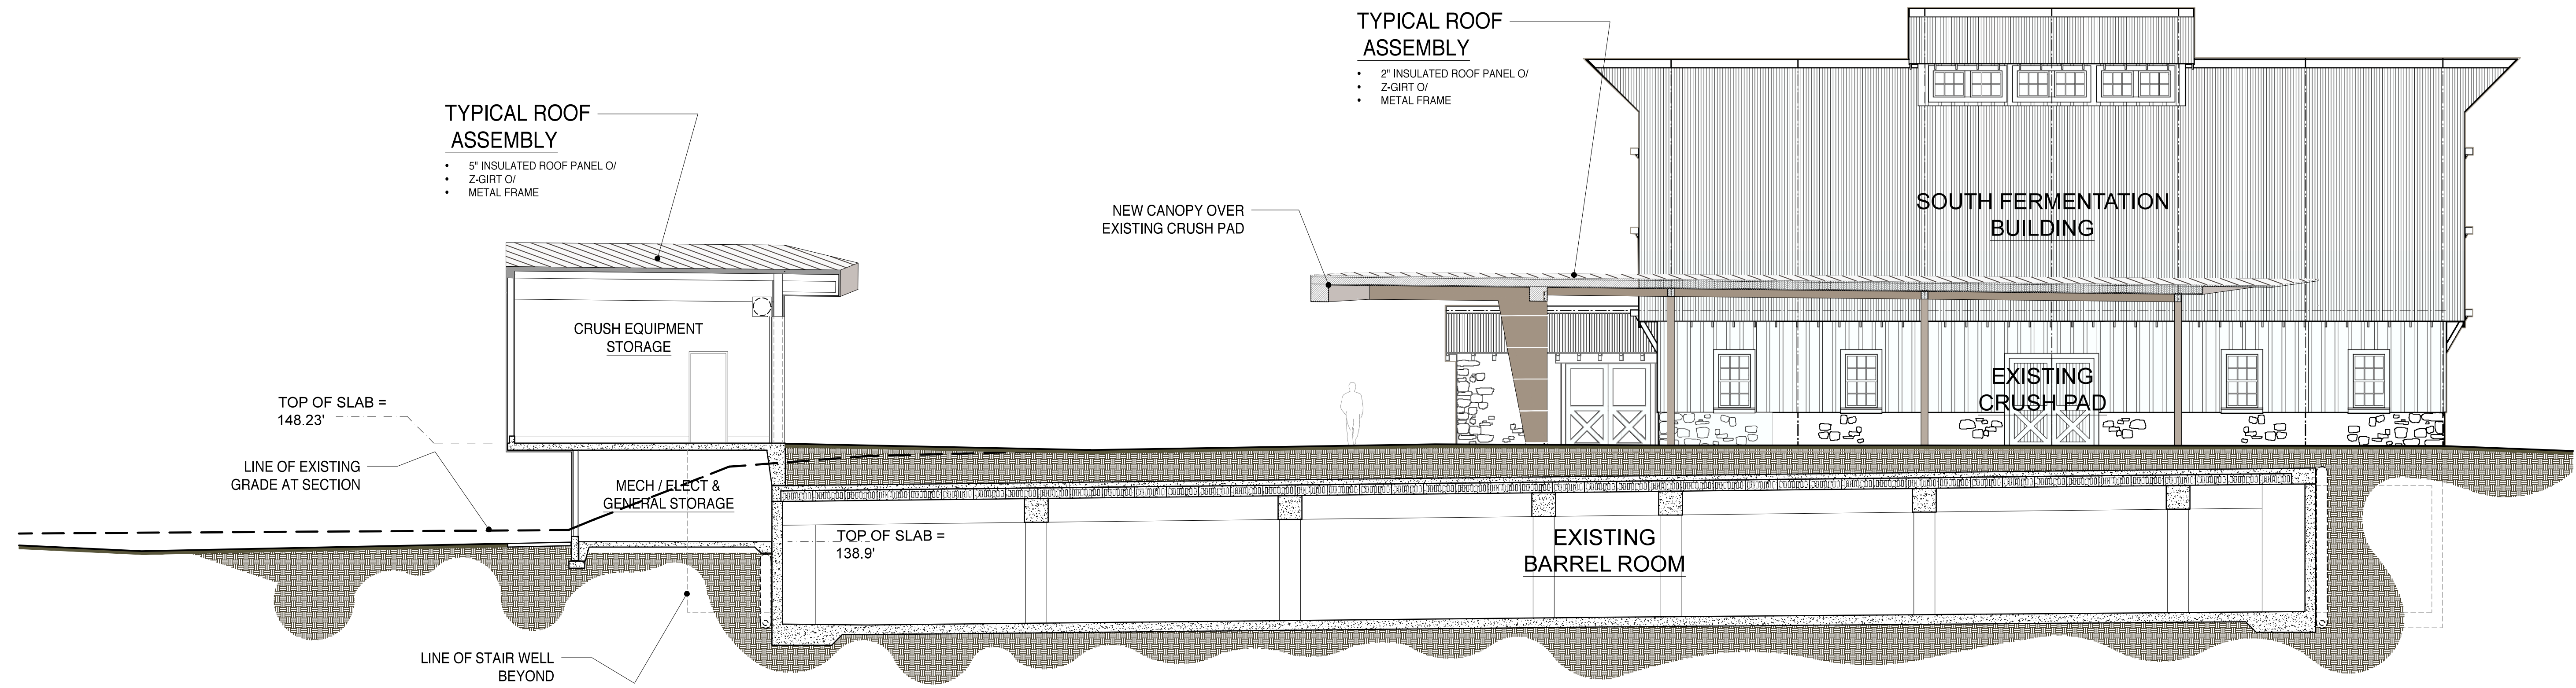 TYPICAL ROOF
ASSEMBLY
• 2" INSULATED ROOF PANEL O/
• Z-GIRT O/
• METAL FRAME
TYPICAL ROOF
ASSEMBLY
• 5" INSULATED ROOF PANEL O/
• Z-GIRT O/
• METAL FRAME
NEW CANOPY OVER
EXISTING CRUSH PAD
SOUTH FERMENTATION
BUILDING
CRUSH EQUIPMENT
STORAGE
EXISTING
CRUSH PAD
TOP OF SLAB =
148.23'
LINE OF EXISTING
GRADE AT SECTION
MECH / ELECT &
GENERAL STORAGE
TOP OF SLAB =
138.9'
EXISTING
BARREL ROOM
LINE OF STAIR WELL
BEYOND